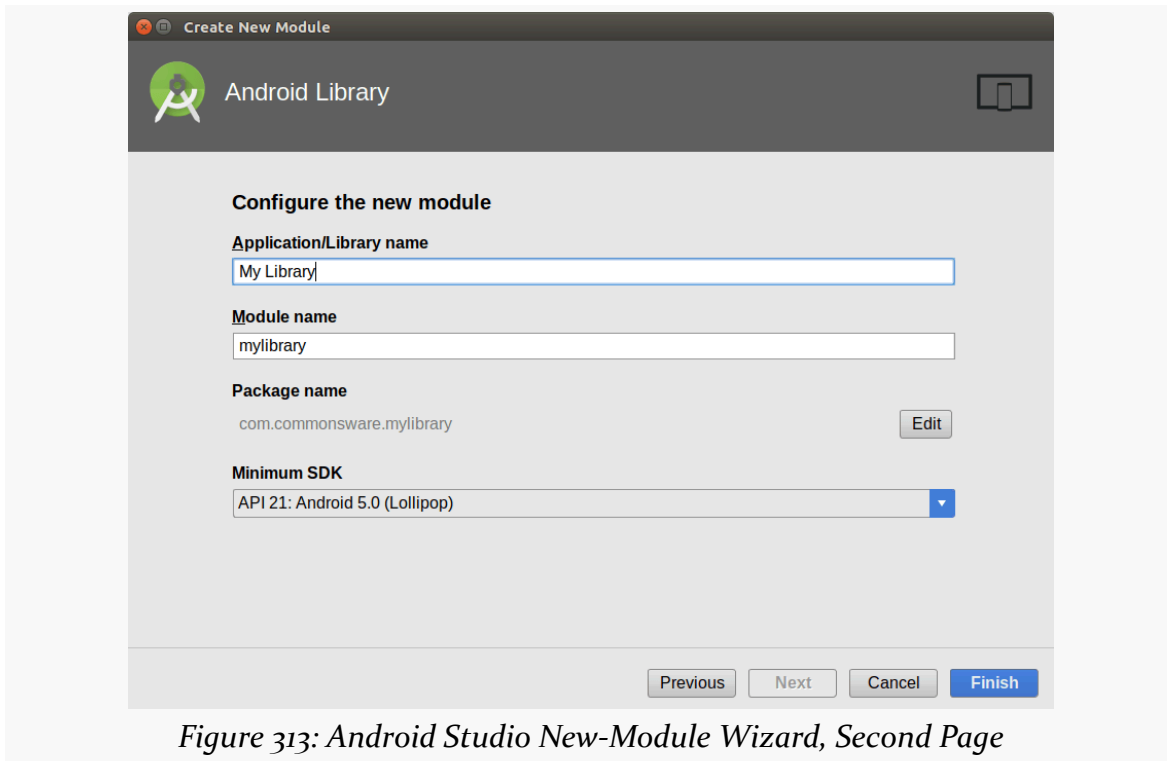 Create New Module
Android Library
Configure the new module
Application/Library name
My Library
Module name
mylibrary
Package name
com.commonsware.mylibrary
Edit
Minimum SDK
API 21: Android 5.0 (Lollipop)
Previous Next Cancel Finish
Figure 313: Android Studio New-Module Wizard, Second Page